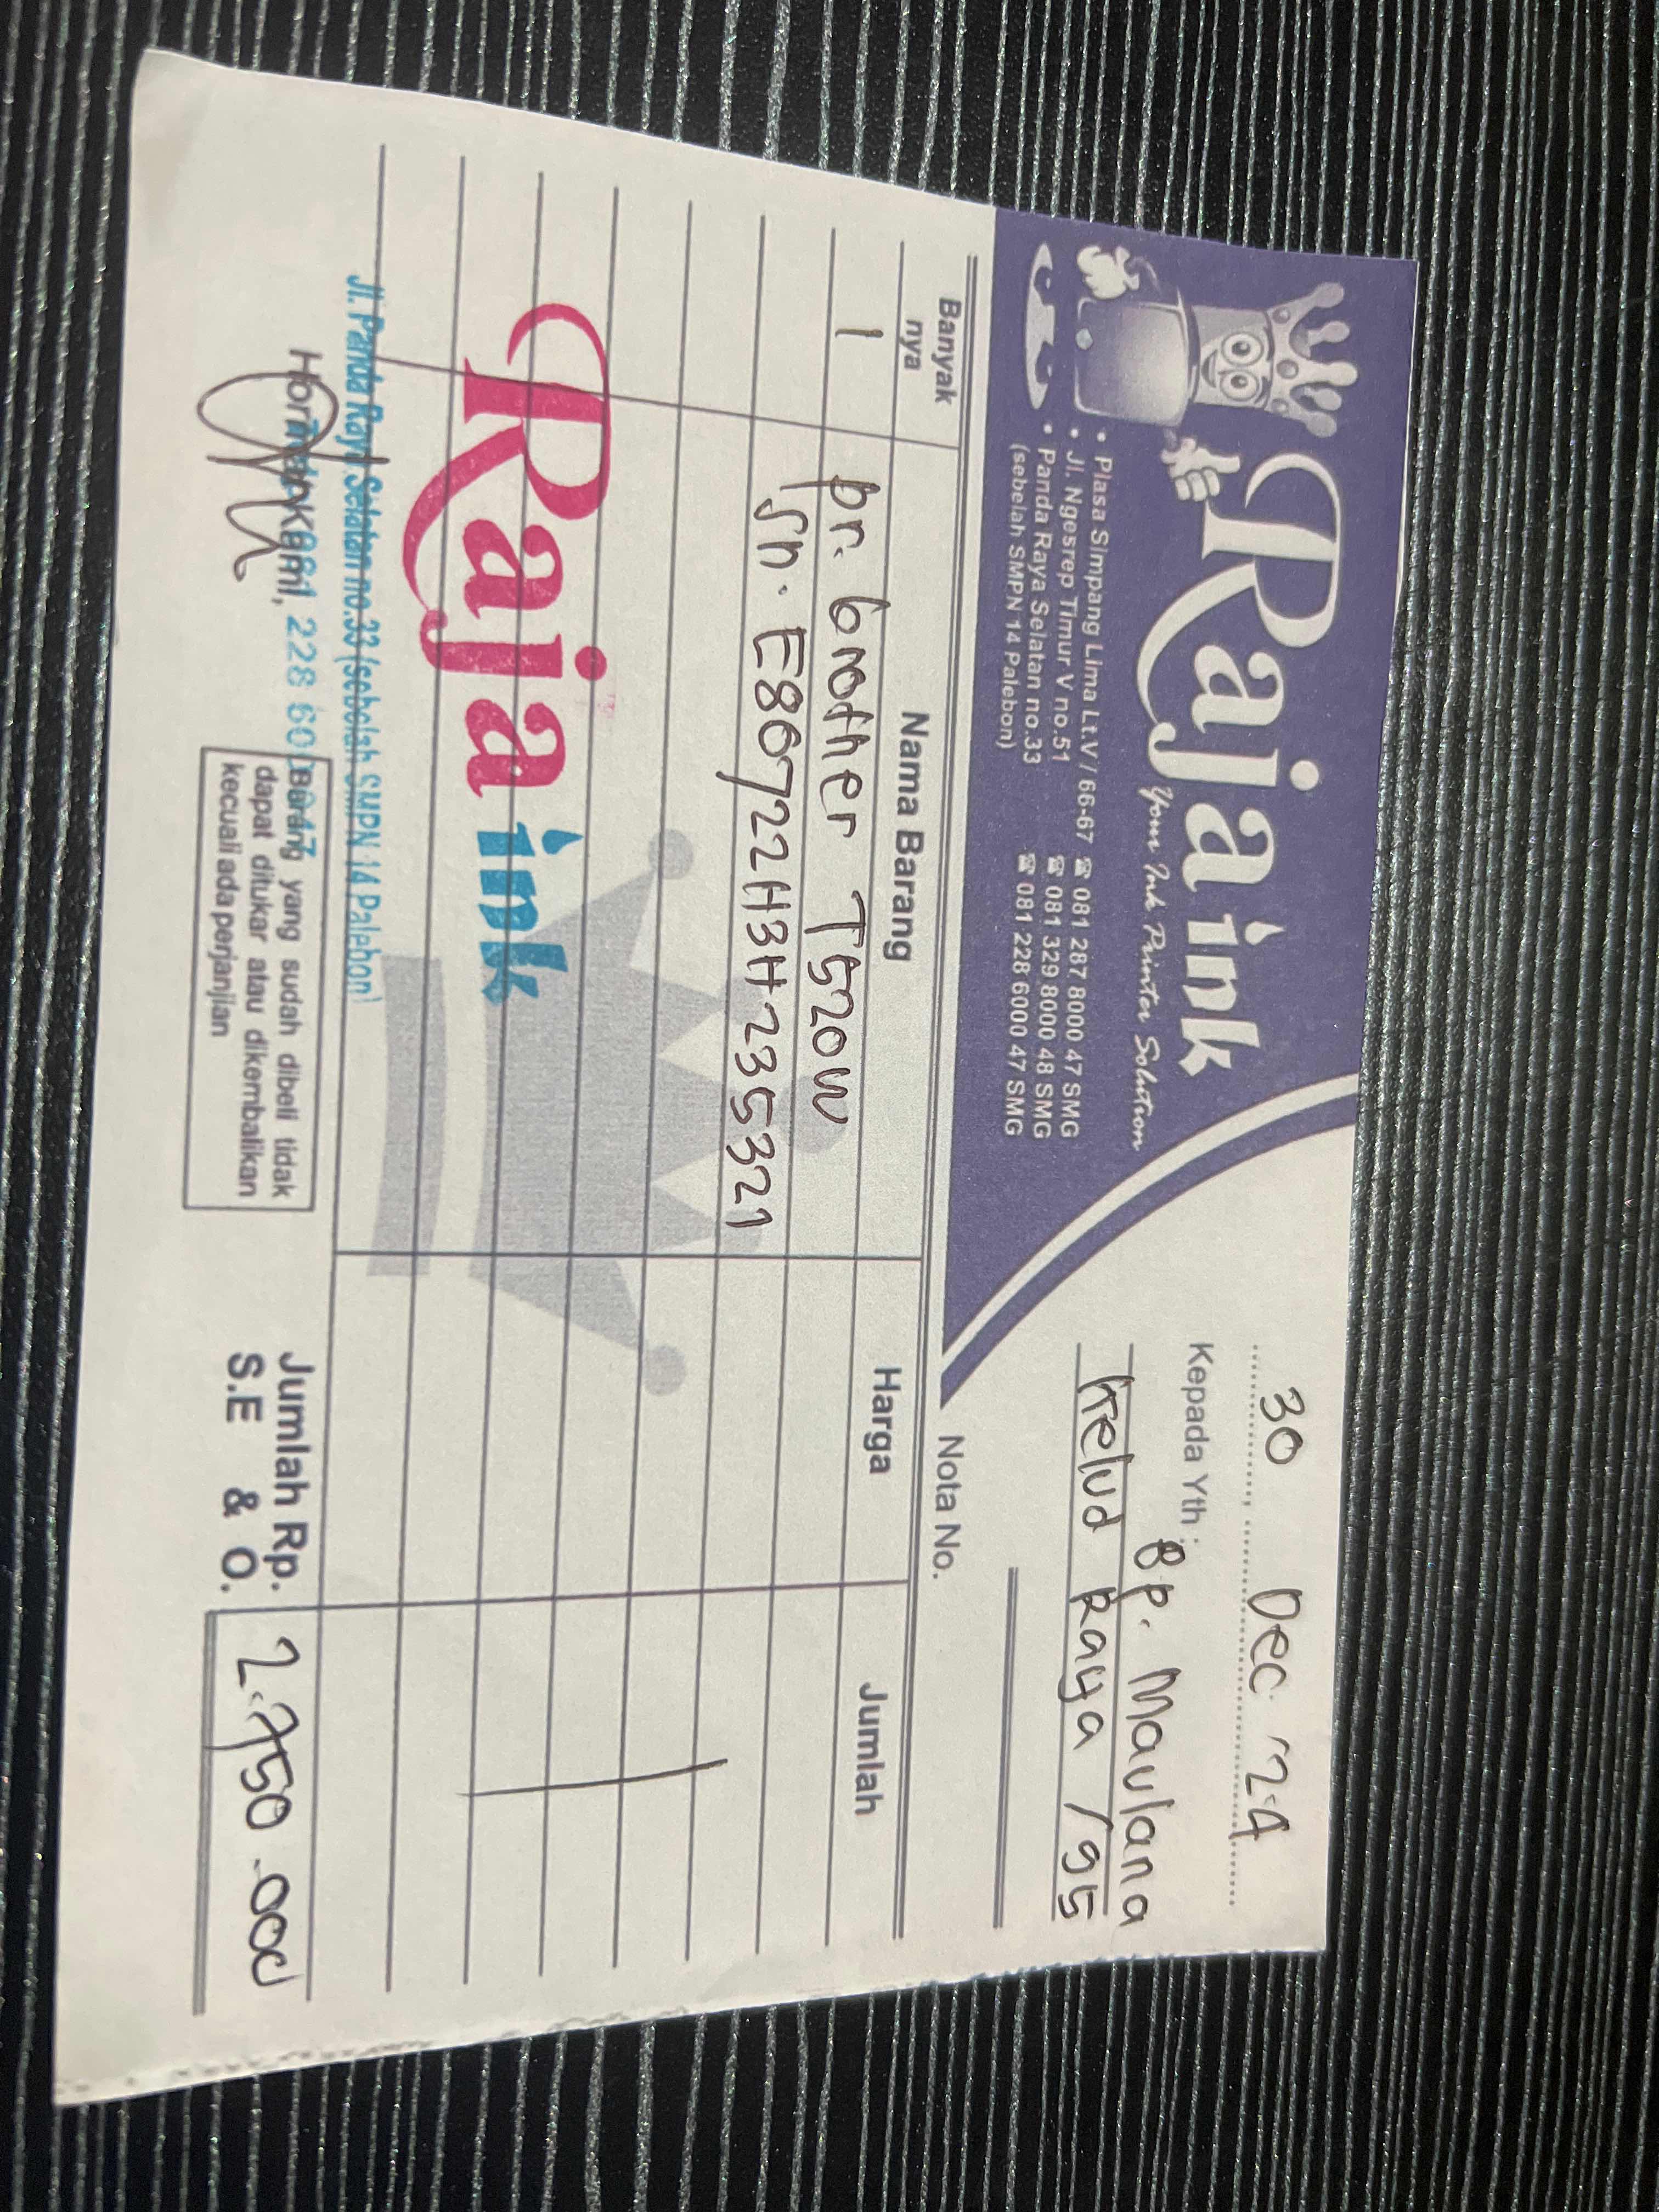 Raja ink
Your Ink Printer Solution
• Plasa Simpang Lima Lt.V / 66-67 ☎ 081 287 8000 47 SMG
• Jl. Ngesrep Timur V no.51 ☎ 081 329 8000 48 SMG
• Panda Raya Selatan no.33 ☎ 081 228 6000 47 SMG
(sebelah SMPN 14 Palebon)
30, Dec '24
Kepada Yth : Bp. Maulana
Kelud Raya / 95
Nota No.
Banyak nya Nama Barang Harga Jumlah
1 pr. brother T520W
Sn. E80722H3H235321
Raja ink
Jl. Panda Raya Selatan no.33 (sebelah SMPN 14 Palebon)
Hormat Kami,
Barang yang sudah dibeli tidak
dapat ditukar atau dikembalikan
kecuali ada perjanjian
Jumlah Rp. 2.750.000
S.E & O.